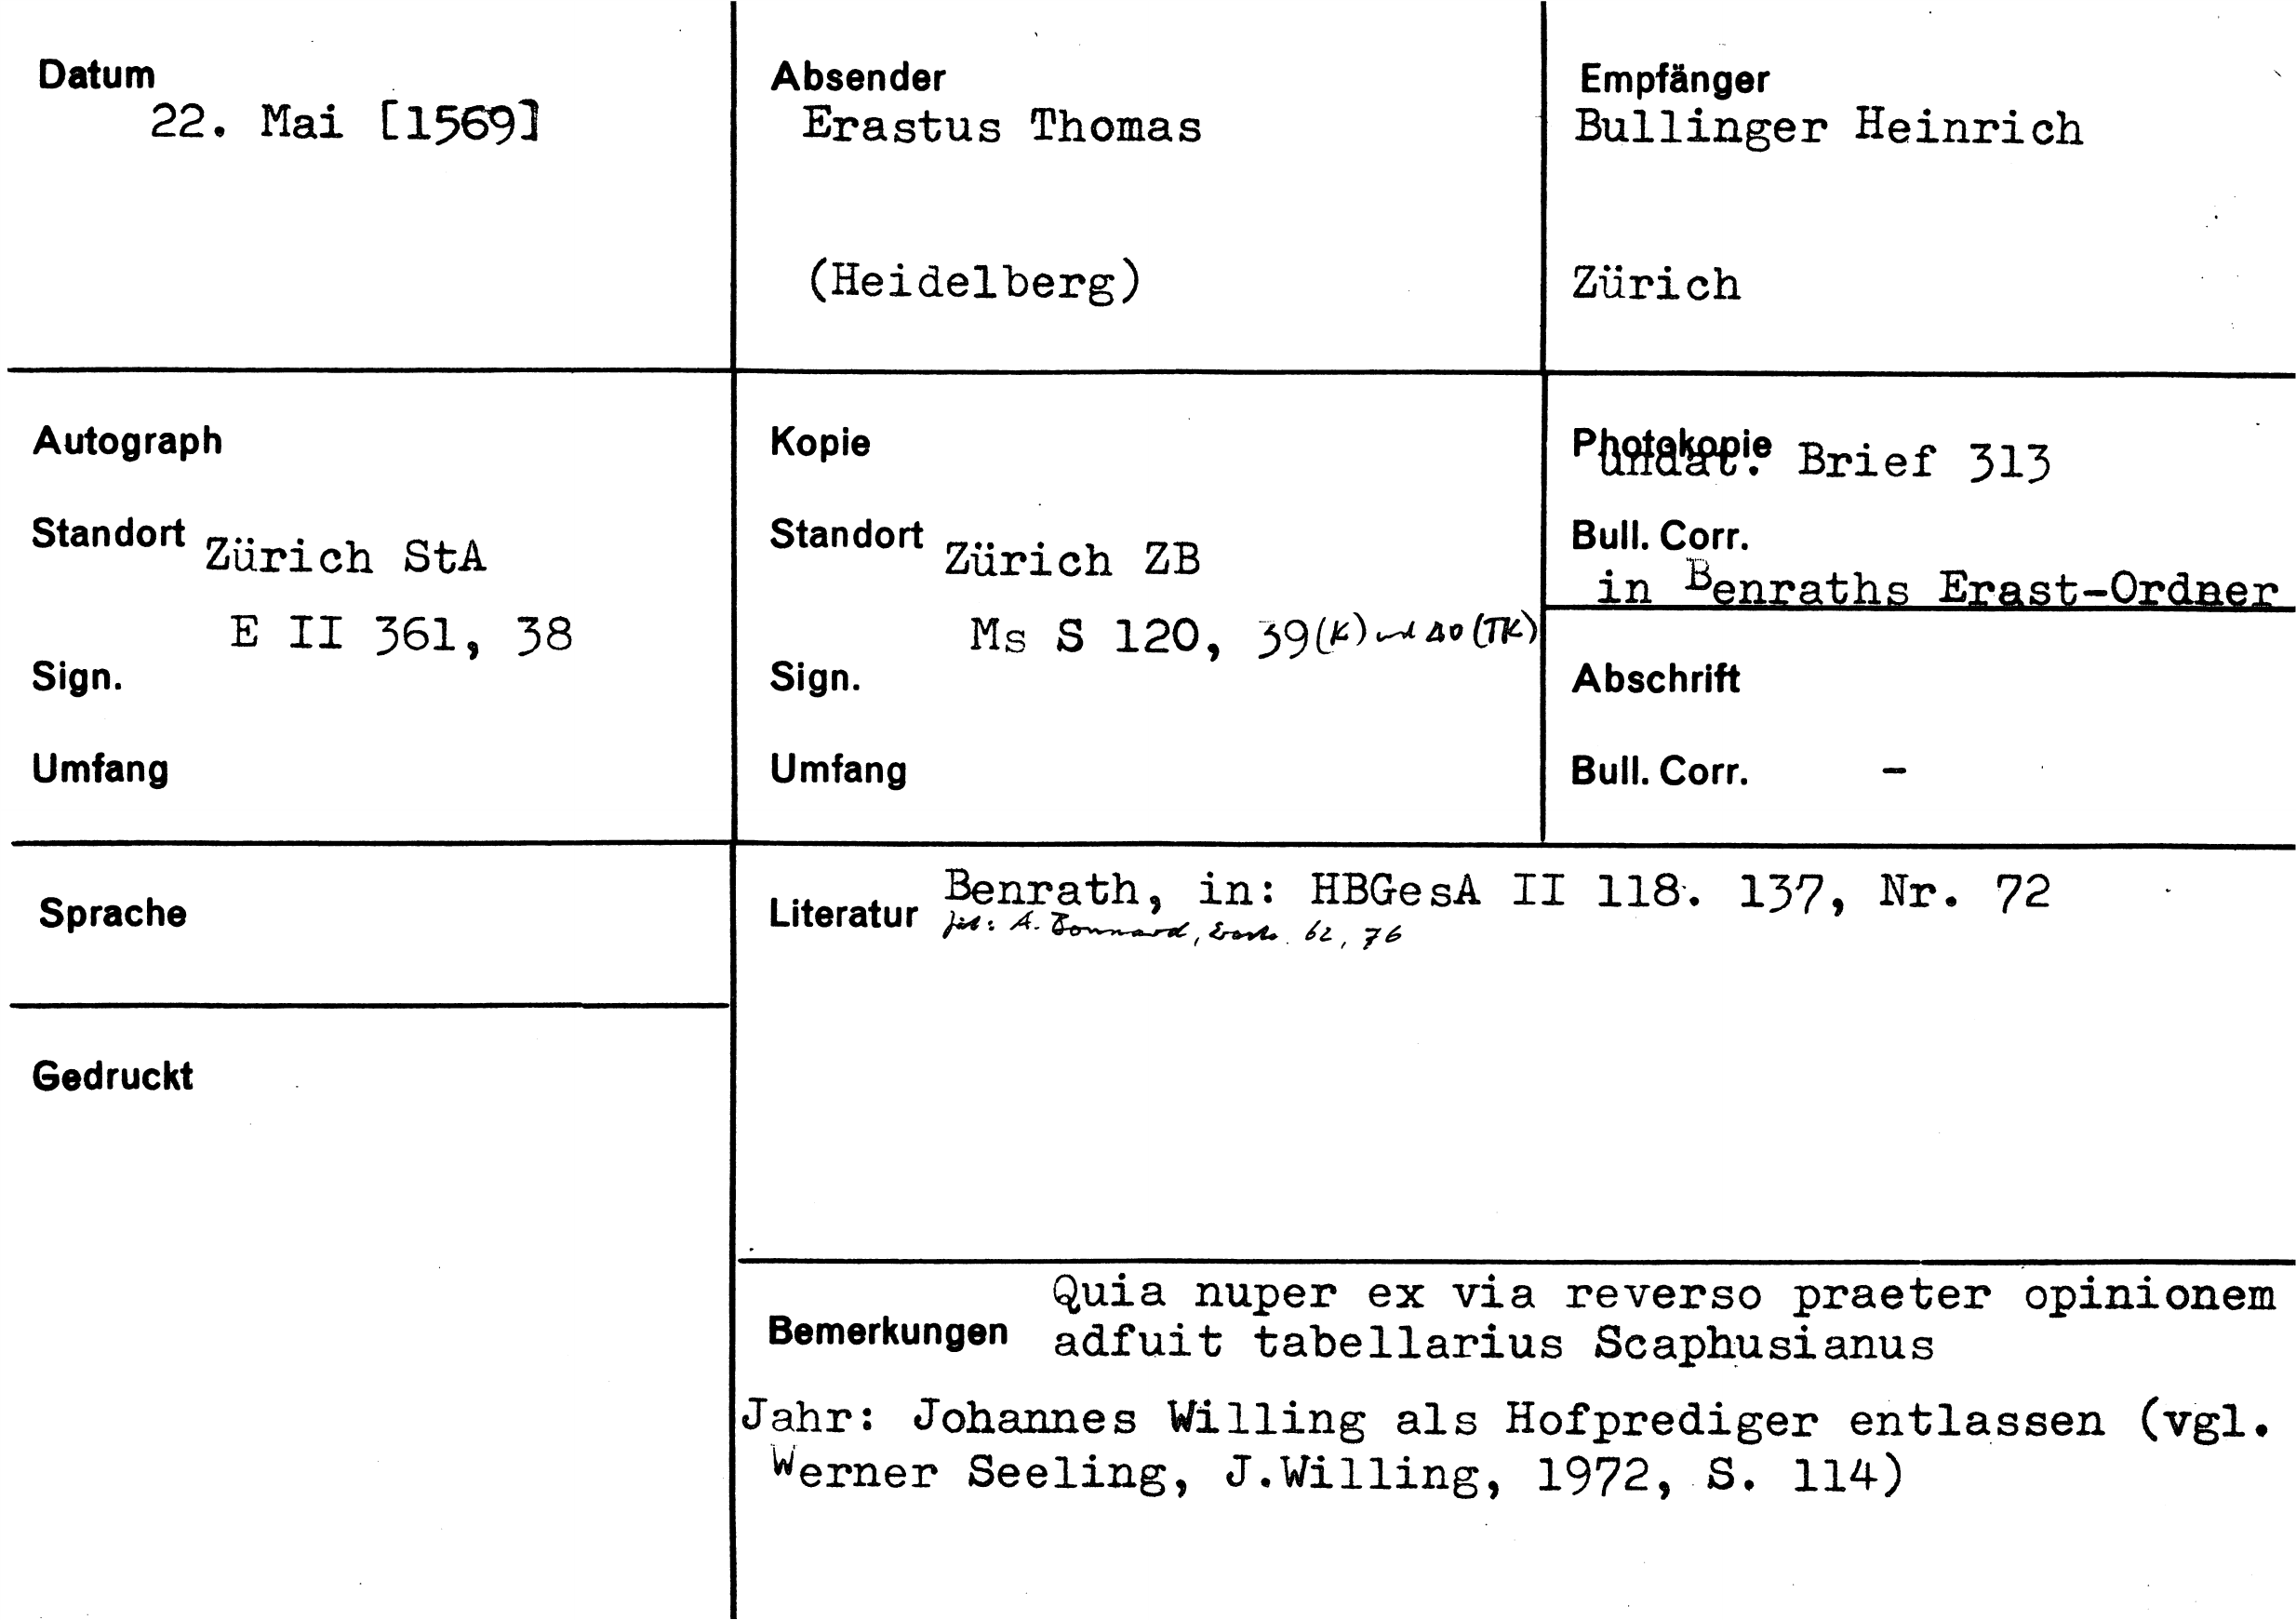 Datum
22. Mai [1569]
Absender
Erastus Thomas
(Heidelberg)
Empfänger
Bullinger Heinrich
Zürich
Autograph
Standort Zürich StA
E II 361, 38
Sign.
Umfang
Kopie
Standort Zürich ZB
Ms S 120, 39(K) und 40 (TK)
Sign.
Umfang
Photokopie
undat. Brief 313
Bull. Corr.
in Benraths Erast-Ordner
Abschrift
Bull. Corr. -
Sprache
Gedruckt
Literatur Benrath, in: HBGesA II 118. 137, Nr. 72
A. Bonnard, 62, 76
Bemerkungen Quia nuper ex via reverso praeter opinionem
adfuit tabellarius Scaphusianus
Jahr: Johannes Willing als Hofprediger entlassen (vgl.
Werner Seeling, J.Willing, 1972, S. 114)